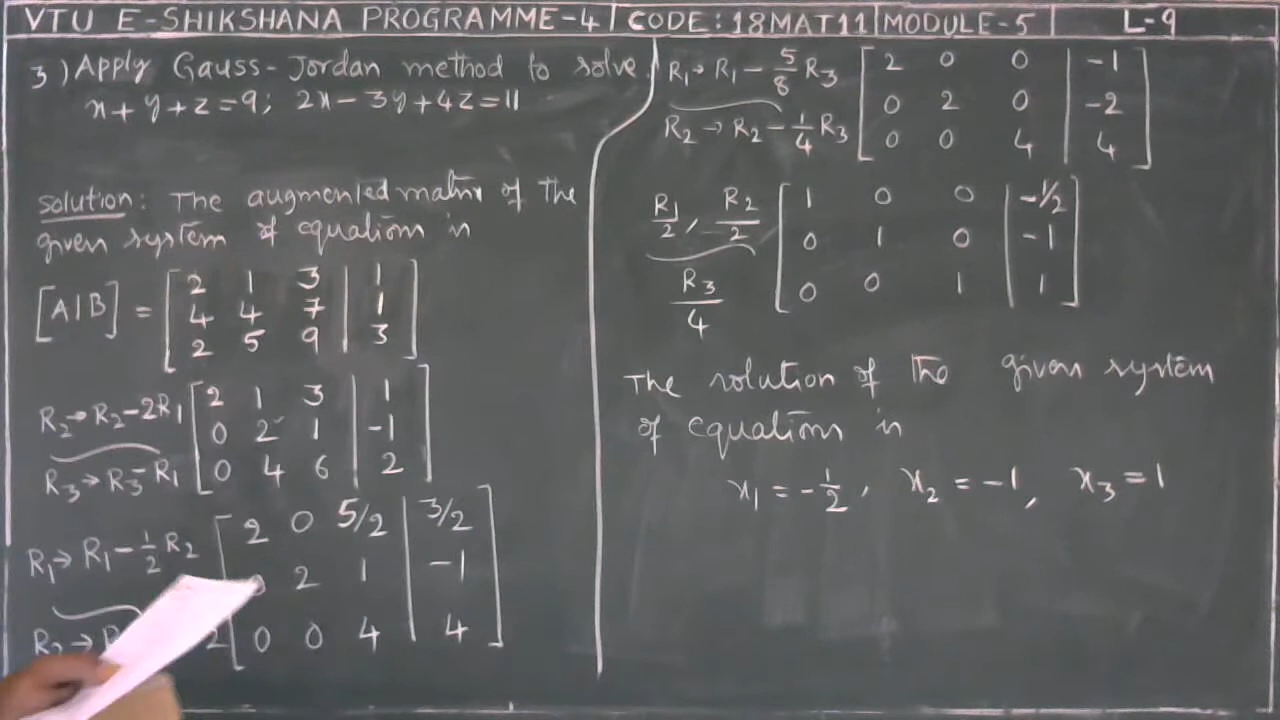 VTU E-SHIKSHANA PROGRAMME-4 | CODE:18MAT11 | MODULE-5 | L-9
3) Apply Gauss-Jordan method to solve
x+y+z=9; 2x-3y+4z=11
Solution: The augmented matrix of the
given system of equations is
[A|B] = [2 1 3 | 1
4 4 7 | 1
2 5 9 | 3]
R₂→R₂-2R₁
R₃→R₃-R₁
[2 1 3 | 1
0 2 1 | -1
0 4 6 | 2]
R₁→R₁-1/2 R₂
[2 0 5/2 | 3/2
2 1 | -1
0 0 4 | 4]
R₁→R₁-5/8 R₃
R₂→R₂-1/4 R₃
[2 0 0 | -1
0 2 0 | -2
0 0 4 | 4]
R₁/2, R₂/2
R₃/4
[1 0 0 | -1/2
0 1 0 | -1
0 0 1 | 1]
The solution of the given system
of equations is
x₁=-1/2, x₂=-1, x₃=1